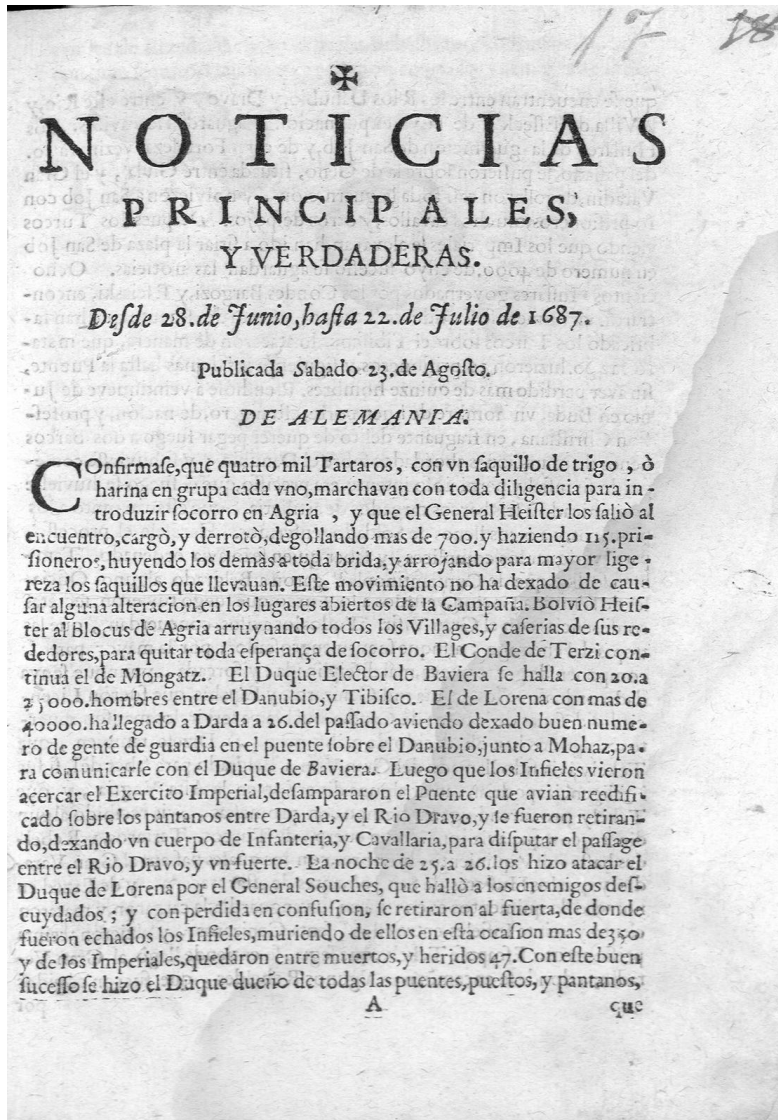 17 18
✠
NOTICIAS
PRINCIPALES,
Y VERDADERAS.
Desde 28.de Junio,hasta 22.de Julio de 1687.
Publicada Sabado 23.de Agosto.
DE ALEMANIA.
COnfirmase,que quatro mil Tartaros, con vn saquillo de trigo, ò
harina en grupa cada vno,marchavan con toda diligencia para in-
troduzir socorro en Agria , y que el General Heister los saliò al
encuentro,cargò,y derrotò,degollando mas de 700.y haziendo 115.pri-
sioneros,huyendo los demàs a toda brida,y arrojando para mayor lige-
reza los saquillos que llevauan. Este movimiento no ha dexado de cau-
sar alguna alteracion en los lugares abiertos de la Campaña. Bolviò Heis-
ter al blocus de Agria arruynando todos los Villages,y caserias de sus re-
dedores,para quitar toda esperança de socorro. El Conde de Terzi con-
tinua el de Mongatz. El Duque Elector de Baviera se halla con 20.a
25000.hombres entre el Danubio,y Tibisco. El de Lorena con mas de
40000.ha llegado a Darda a 26.del passado aviendo dexado buen nume-
ro de gente de guardia en el puente sobre el Danubio,junto a Mohaz,pa-
ra comunicarse con el Duque de Baviera. Luego que los Infieles vieron
acercar el Exercito Imperial,desampararon el Puente que avian reedifi-
cado sobre los pantanos entre Darda,y el Rio Dravo,y se fueron retiran-
do,dexando vn cuerpo de Infanteria,y Cavallaria,para disputar el passage
entre el Rio Dravo,y vn fuerte. La noche de 25.a 26.los hizo atacar el
Duque de Lorena por el General Souches, que hallò a los enemigos des-
cuydados ; y con perdida en confusion, se retiraron al fuerta,de donde
fueron echados los Infieles,muriendo de ellos en esta ocasion mas de 350
y de los Imperiales,quedaron entre muertos,y heridos 47.Con este buen
sucesso se hizo el Duque dueño de todas las puentes,puestos, y pantanos,
A que